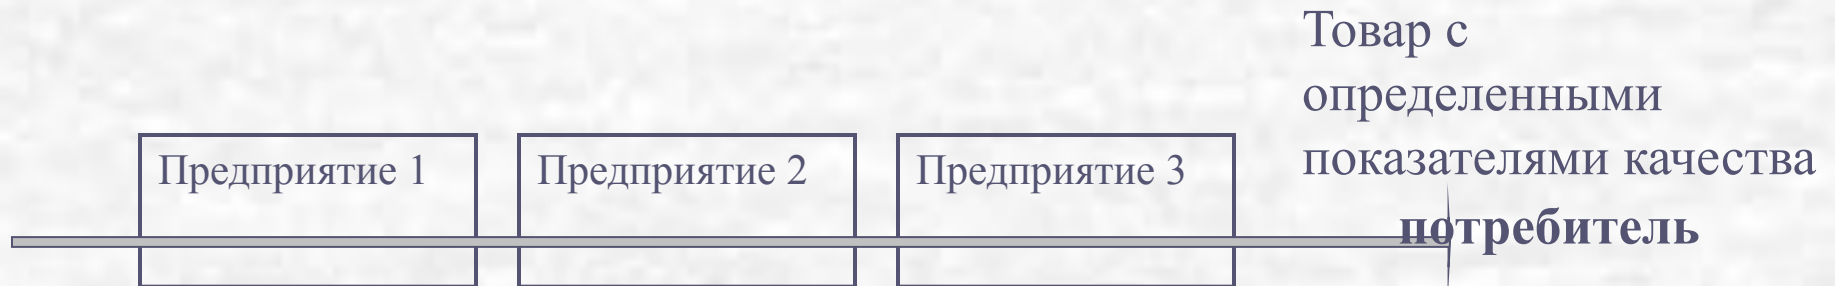 Товар с
определенными
показателями качества
Предприятие 1
Предприятие 2
Предприятие 3
потребитель